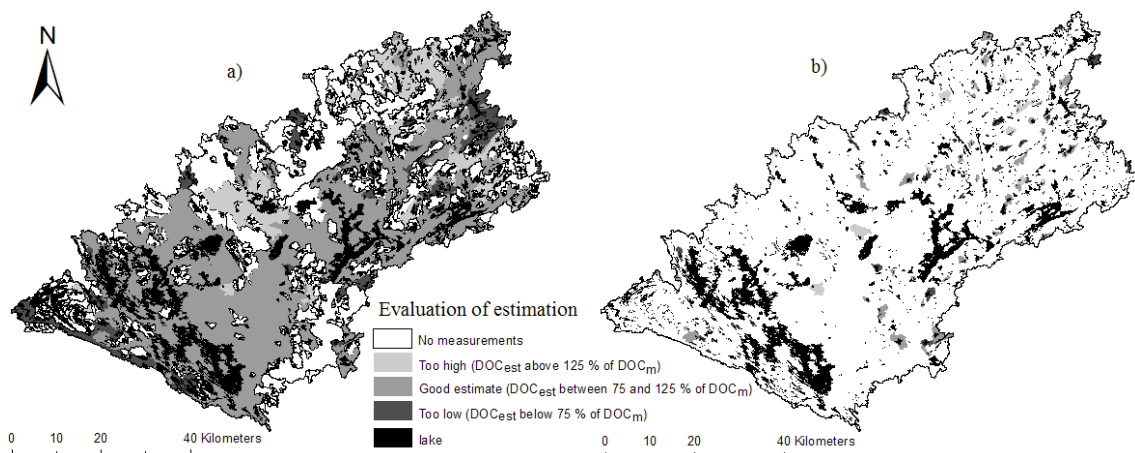 N
a)
b)
Evaluation of estimation
No measurements
Too high (DOCest above 125 % of DOCm)
Good estimate (DOCest between 75 and 125 % of DOCm)
Too low (DOCest below 75 % of DOCm)
lake
0 10 20 40 Kilometers
0 10 20 40 Kilometers